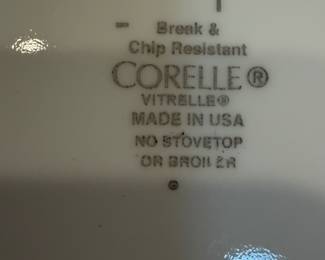 Break &
Chip Resistant
CORELLE®
VITRELLE®
MADE IN USA
NO STOVETOP
OR BROILER